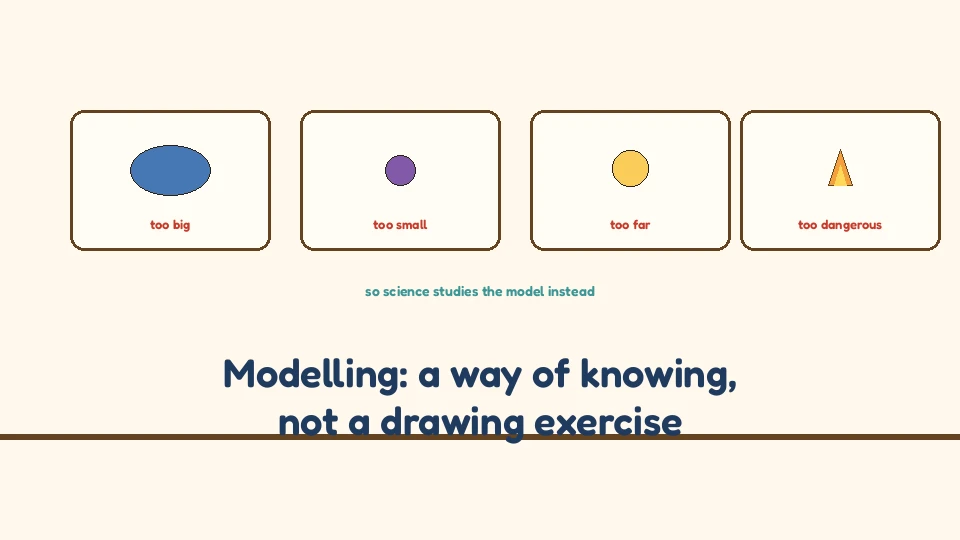 too big
too small
too far
too dangerous
so science studies the model instead
Modelling: a way of knowing,
not a drawing exercise